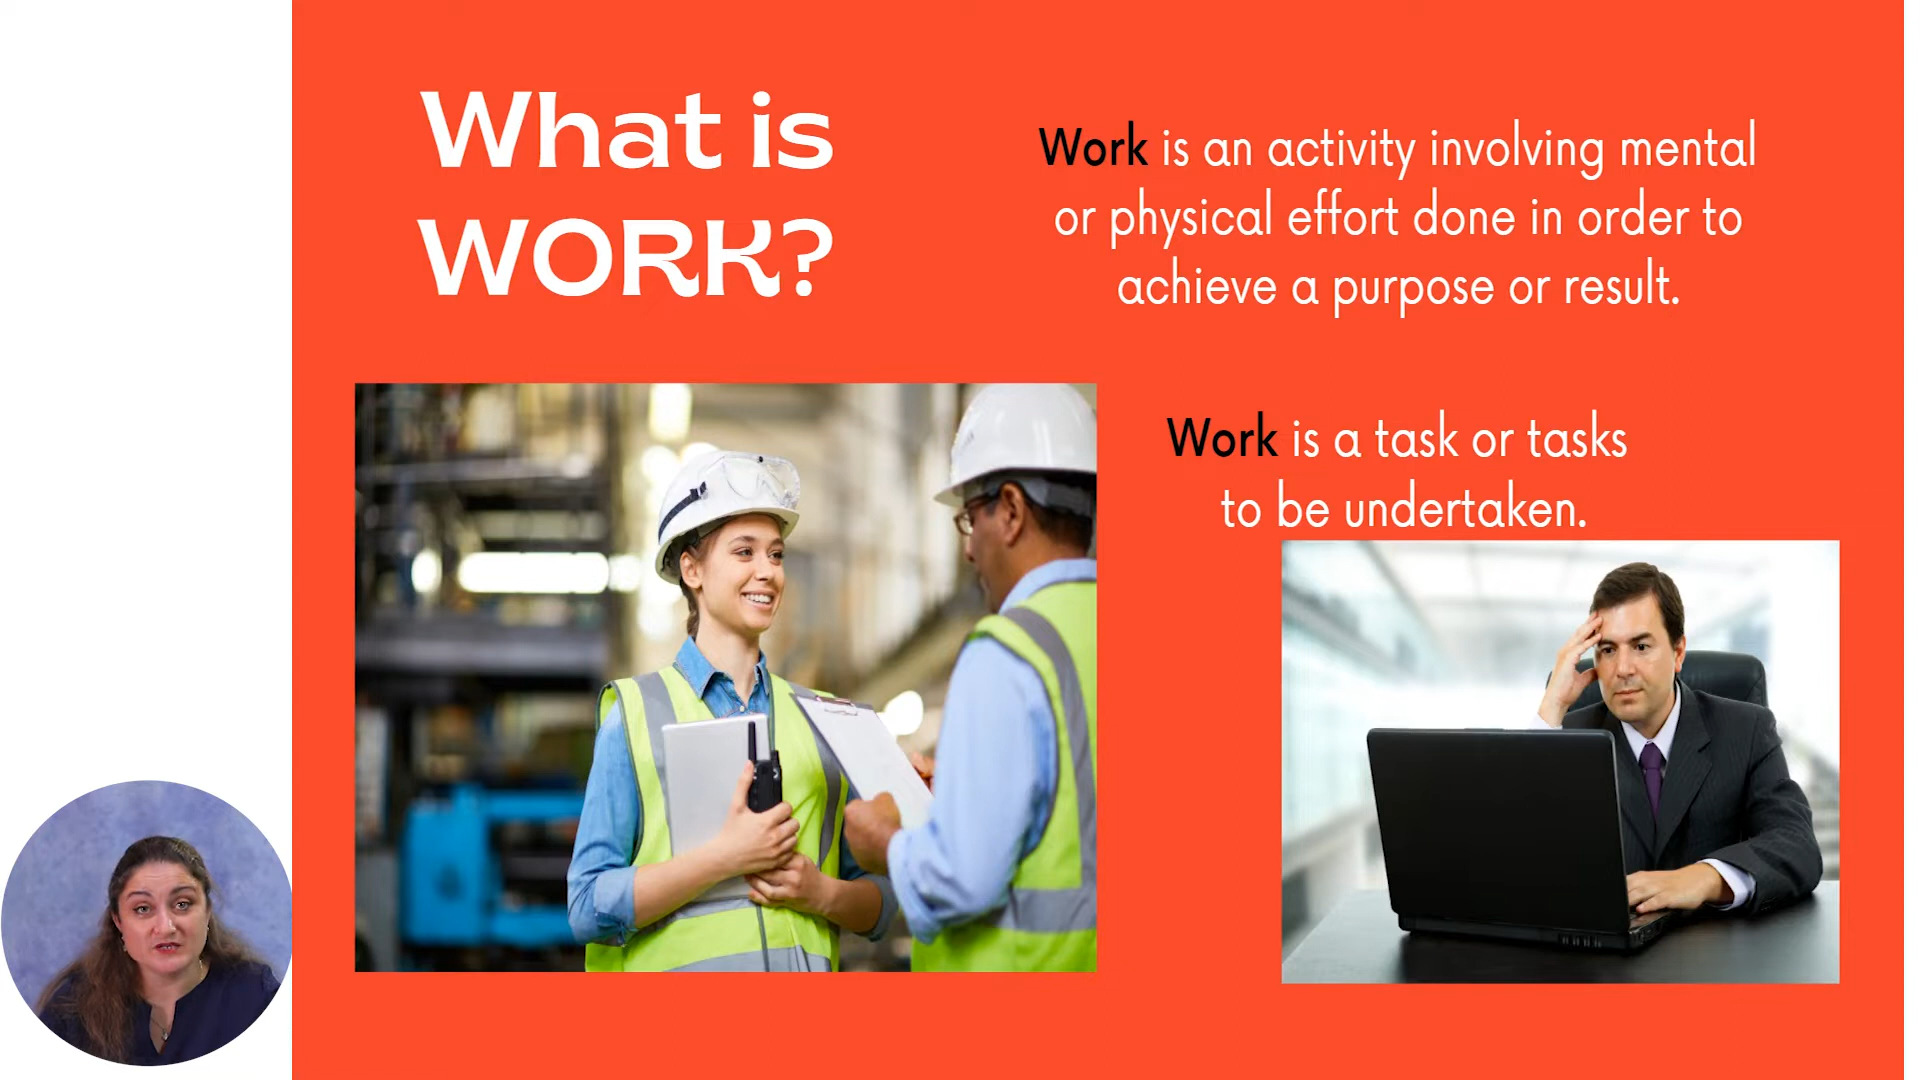 What is
WORK?
Work is an activity involving mental
or physical effort done in order to
achieve a purpose or result.
Work is a task or tasks
to be undertaken.